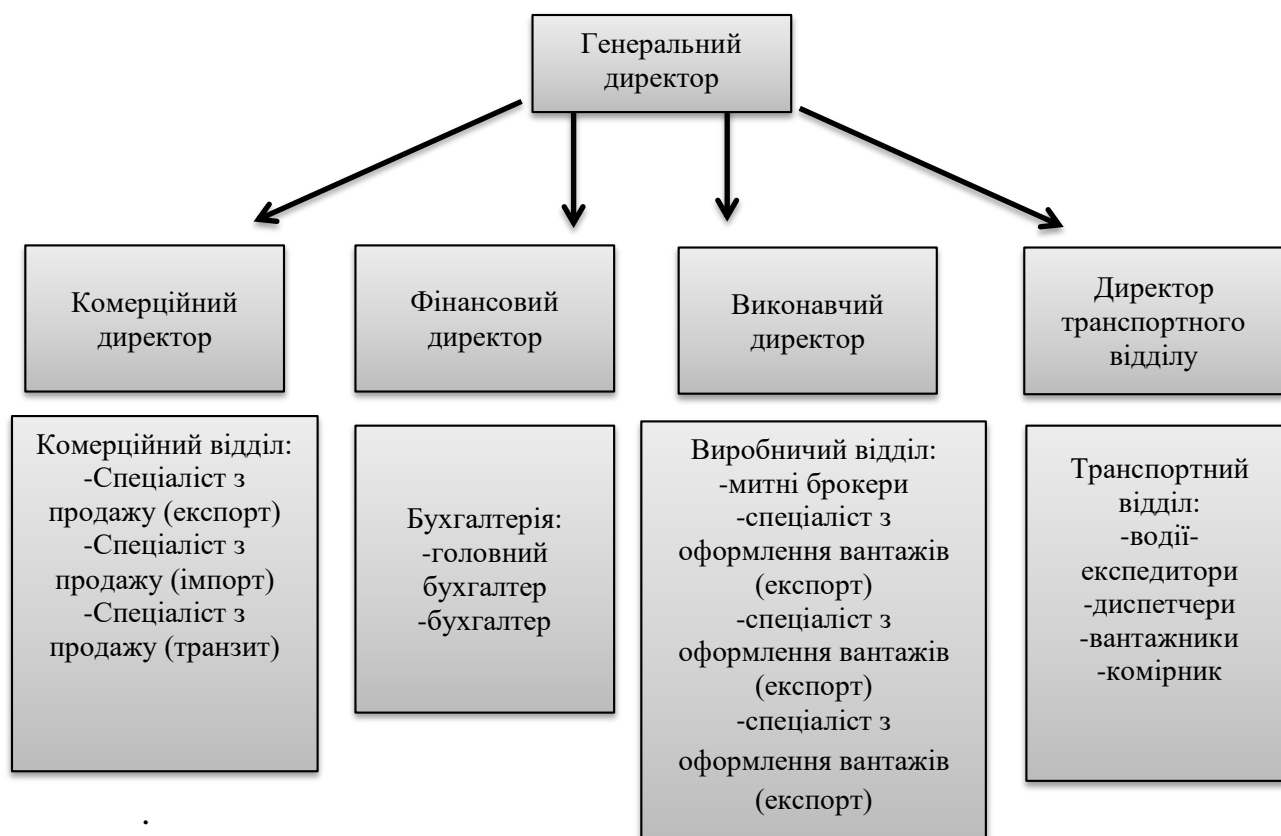 Генеральний
директор
Комерційний
директор
Фінансовий
директор
Виконавчий
директор
Директор
транспортного
відділу
Комерційний відділ:
-Спеціаліст з
продажу (експорт)
-Спеціаліст з
продажу (імпорт)
-Спеціаліст з
продажу (транзит)
Бухгалтерія:
-головний
бухгалтер
-бухгалтер
Виробничий відділ:
-митні брокери
-спеціаліст з
оформлення вантажів
(експорт)
-спеціаліст з
оформлення вантажів
(експорт)
-спеціаліст з
оформлення вантажів
(експорт)
Транспортний
відділ:
-водії-
експедитори
-диспетчери
-вантажники
-комірник
.